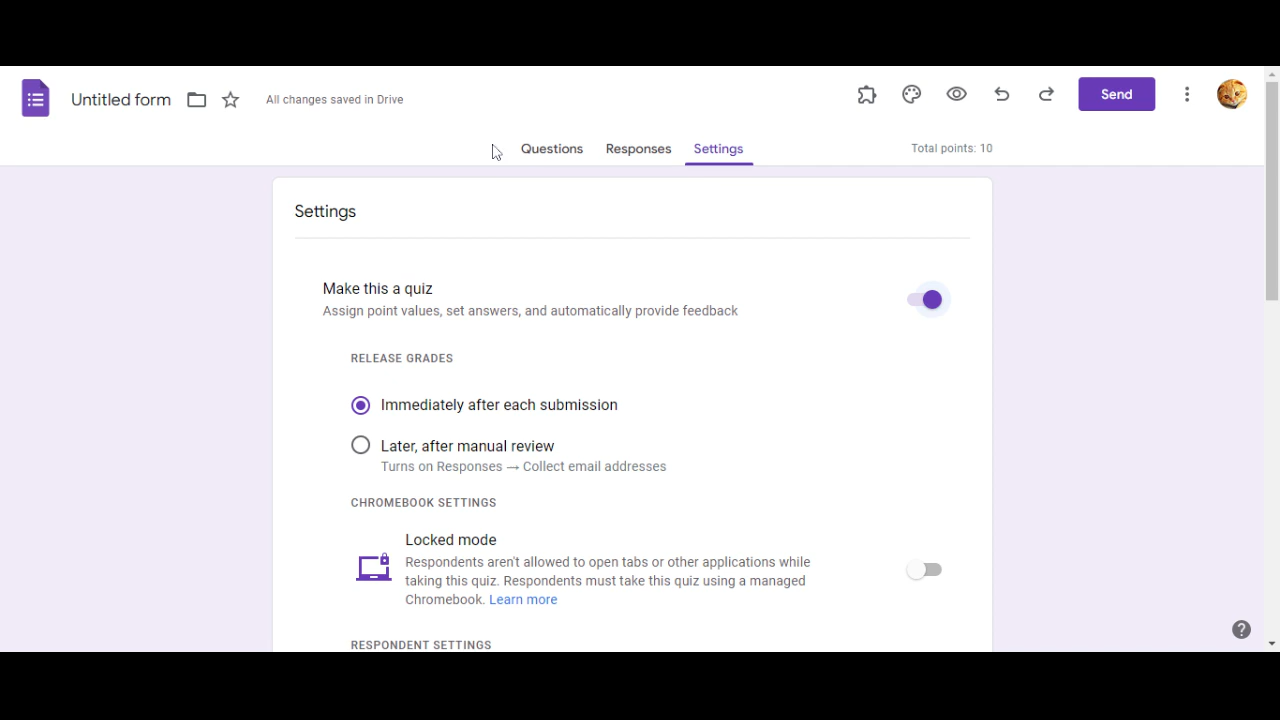 Untitled form
All changes saved in Drive
Send
Questions
Responses
Settings
Total points: 10
Settings
Make this a quiz
Assign point values, set answers, and automatically provide feedback
RELEASE GRADES
Immediately after each submission
Later, after manual review
Turns on Responses → Collect email addresses
CHROMEBOOK SETTINGS
Locked mode
Respondents aren't allowed to open tabs or other applications while
taking this quiz. Respondents must take this quiz using a managed
Chromebook. Learn more
RESPONDENT SETTINGS